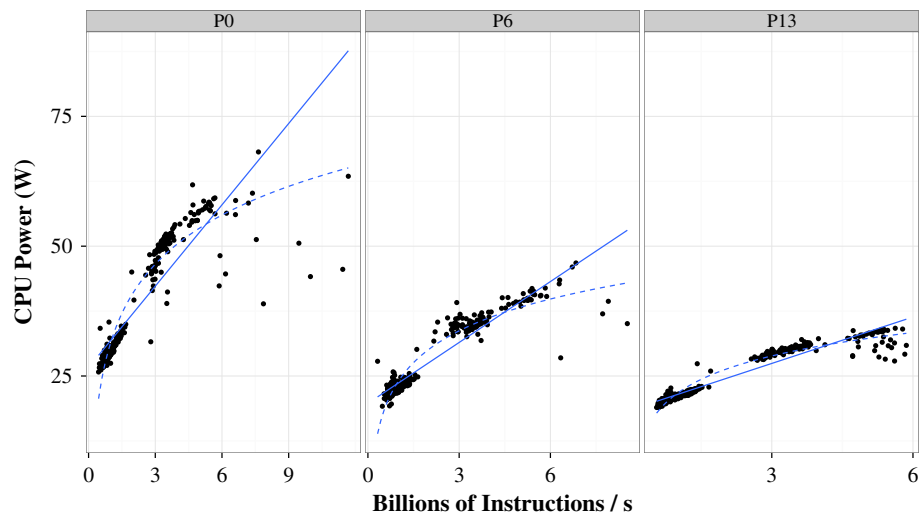 P0 P6 P13
CPU Power (W)
75
50
25
0 3 6 9 0 3 6 3 6
Billions of Instructions / s